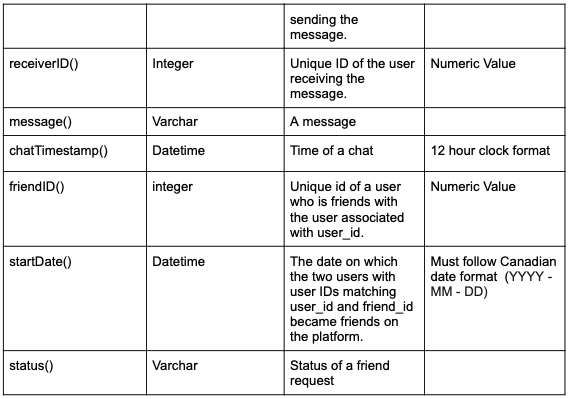 sending the
message.
receiverID() Integer Unique ID of the user Numeric Value
receiving the
message.
message() Varchar A message
chatTimestamp() Datetime Time of a chat 12 hour clock format
friendID() integer Unique id of a user Numeric Value
who is friends with
the user associated
with user_id.
startDate() Datetime The date on which Must follow Canadian
the two users with date format (YYYY -
user IDs matching MM - DD)
user_id and friend_id
became friends on
the platform.
status() Varchar Status of a friend
request